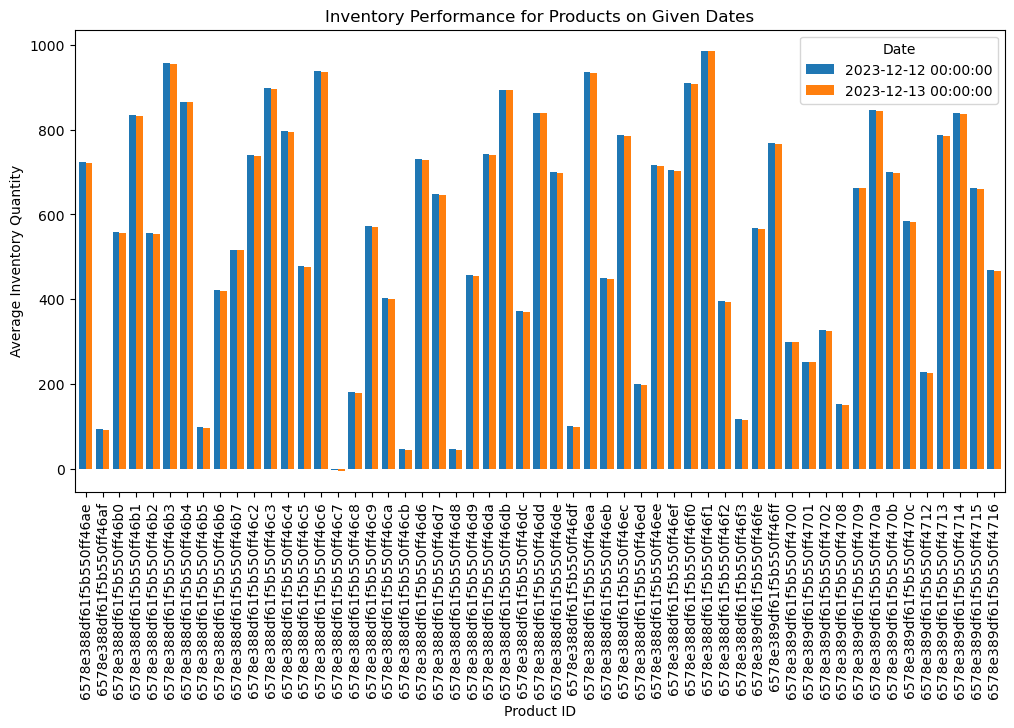 Inventory Performance for Products on Given Dates
Date
2023-12-12 00:00:00
2023-12-13 00:00:00
Average Inventory Quantity
1000
800
600
400
200
0
6578e388df61f5b550ff46ae
6578e388df61f5b550ff46af
6578e388df61f5b550ff46b0
6578e388df61f5b550ff46b1
6578e388df61f5b550ff46b2
6578e388df61f5b550ff46b3
6578e388df61f5b550ff46b4
6578e388df61f5b550ff46b5
6578e388df61f5b550ff46b6
6578e388df61f5b550ff46b7
6578e388df61f5b550ff46c2
6578e388df61f5b550ff46c3
6578e388df61f5b550ff46c4
6578e388df61f5b550ff46c5
6578e388df61f5b550ff46c6
6578e388df61f5b550ff46c7
6578e388df61f5b550ff46c8
6578e388df61f5b550ff46c9
6578e388df61f5b550ff46ca
6578e388df61f5b550ff46cb
6578e388df61f5b550ff46d6
6578e388df61f5b550ff46d7
6578e388df61f5b550ff46d8
6578e388df61f5b550ff46d9
6578e388df61f5b550ff46da
6578e388df61f5b550ff46db
6578e388df61f5b550ff46dc
6578e388df61f5b550ff46dd
6578e388df61f5b550ff46de
6578e388df61f5b550ff46df
6578e388df61f5b550ff46ea
6578e388df61f5b550ff46eb
6578e388df61f5b550ff46ec
6578e388df61f5b550ff46ed
6578e388df61f5b550ff46ee
6578e388df61f5b550ff46ef
6578e388df61f5b550ff46f0
6578e388df61f5b550ff46f1
6578e388df61f5b550ff46f2
6578e388df61f5b550ff46f3
6578e389df61f5b550ff46fe
6578e389df61f5b550ff46ff
6578e389df61f5b550ff4700
6578e389df61f5b550ff4701
6578e389df61f5b550ff4702
6578e389df61f5b550ff4708
6578e389df61f5b550ff4709
6578e389df61f5b550ff470a
6578e389df61f5b550ff470b
6578e389df61f5b550ff470c
6578e389df61f5b550ff4712
6578e389df61f5b550ff4713
6578e389df61f5b550ff4714
6578e389df61f5b550ff4715
6578e389df61f5b550ff4716
Product ID